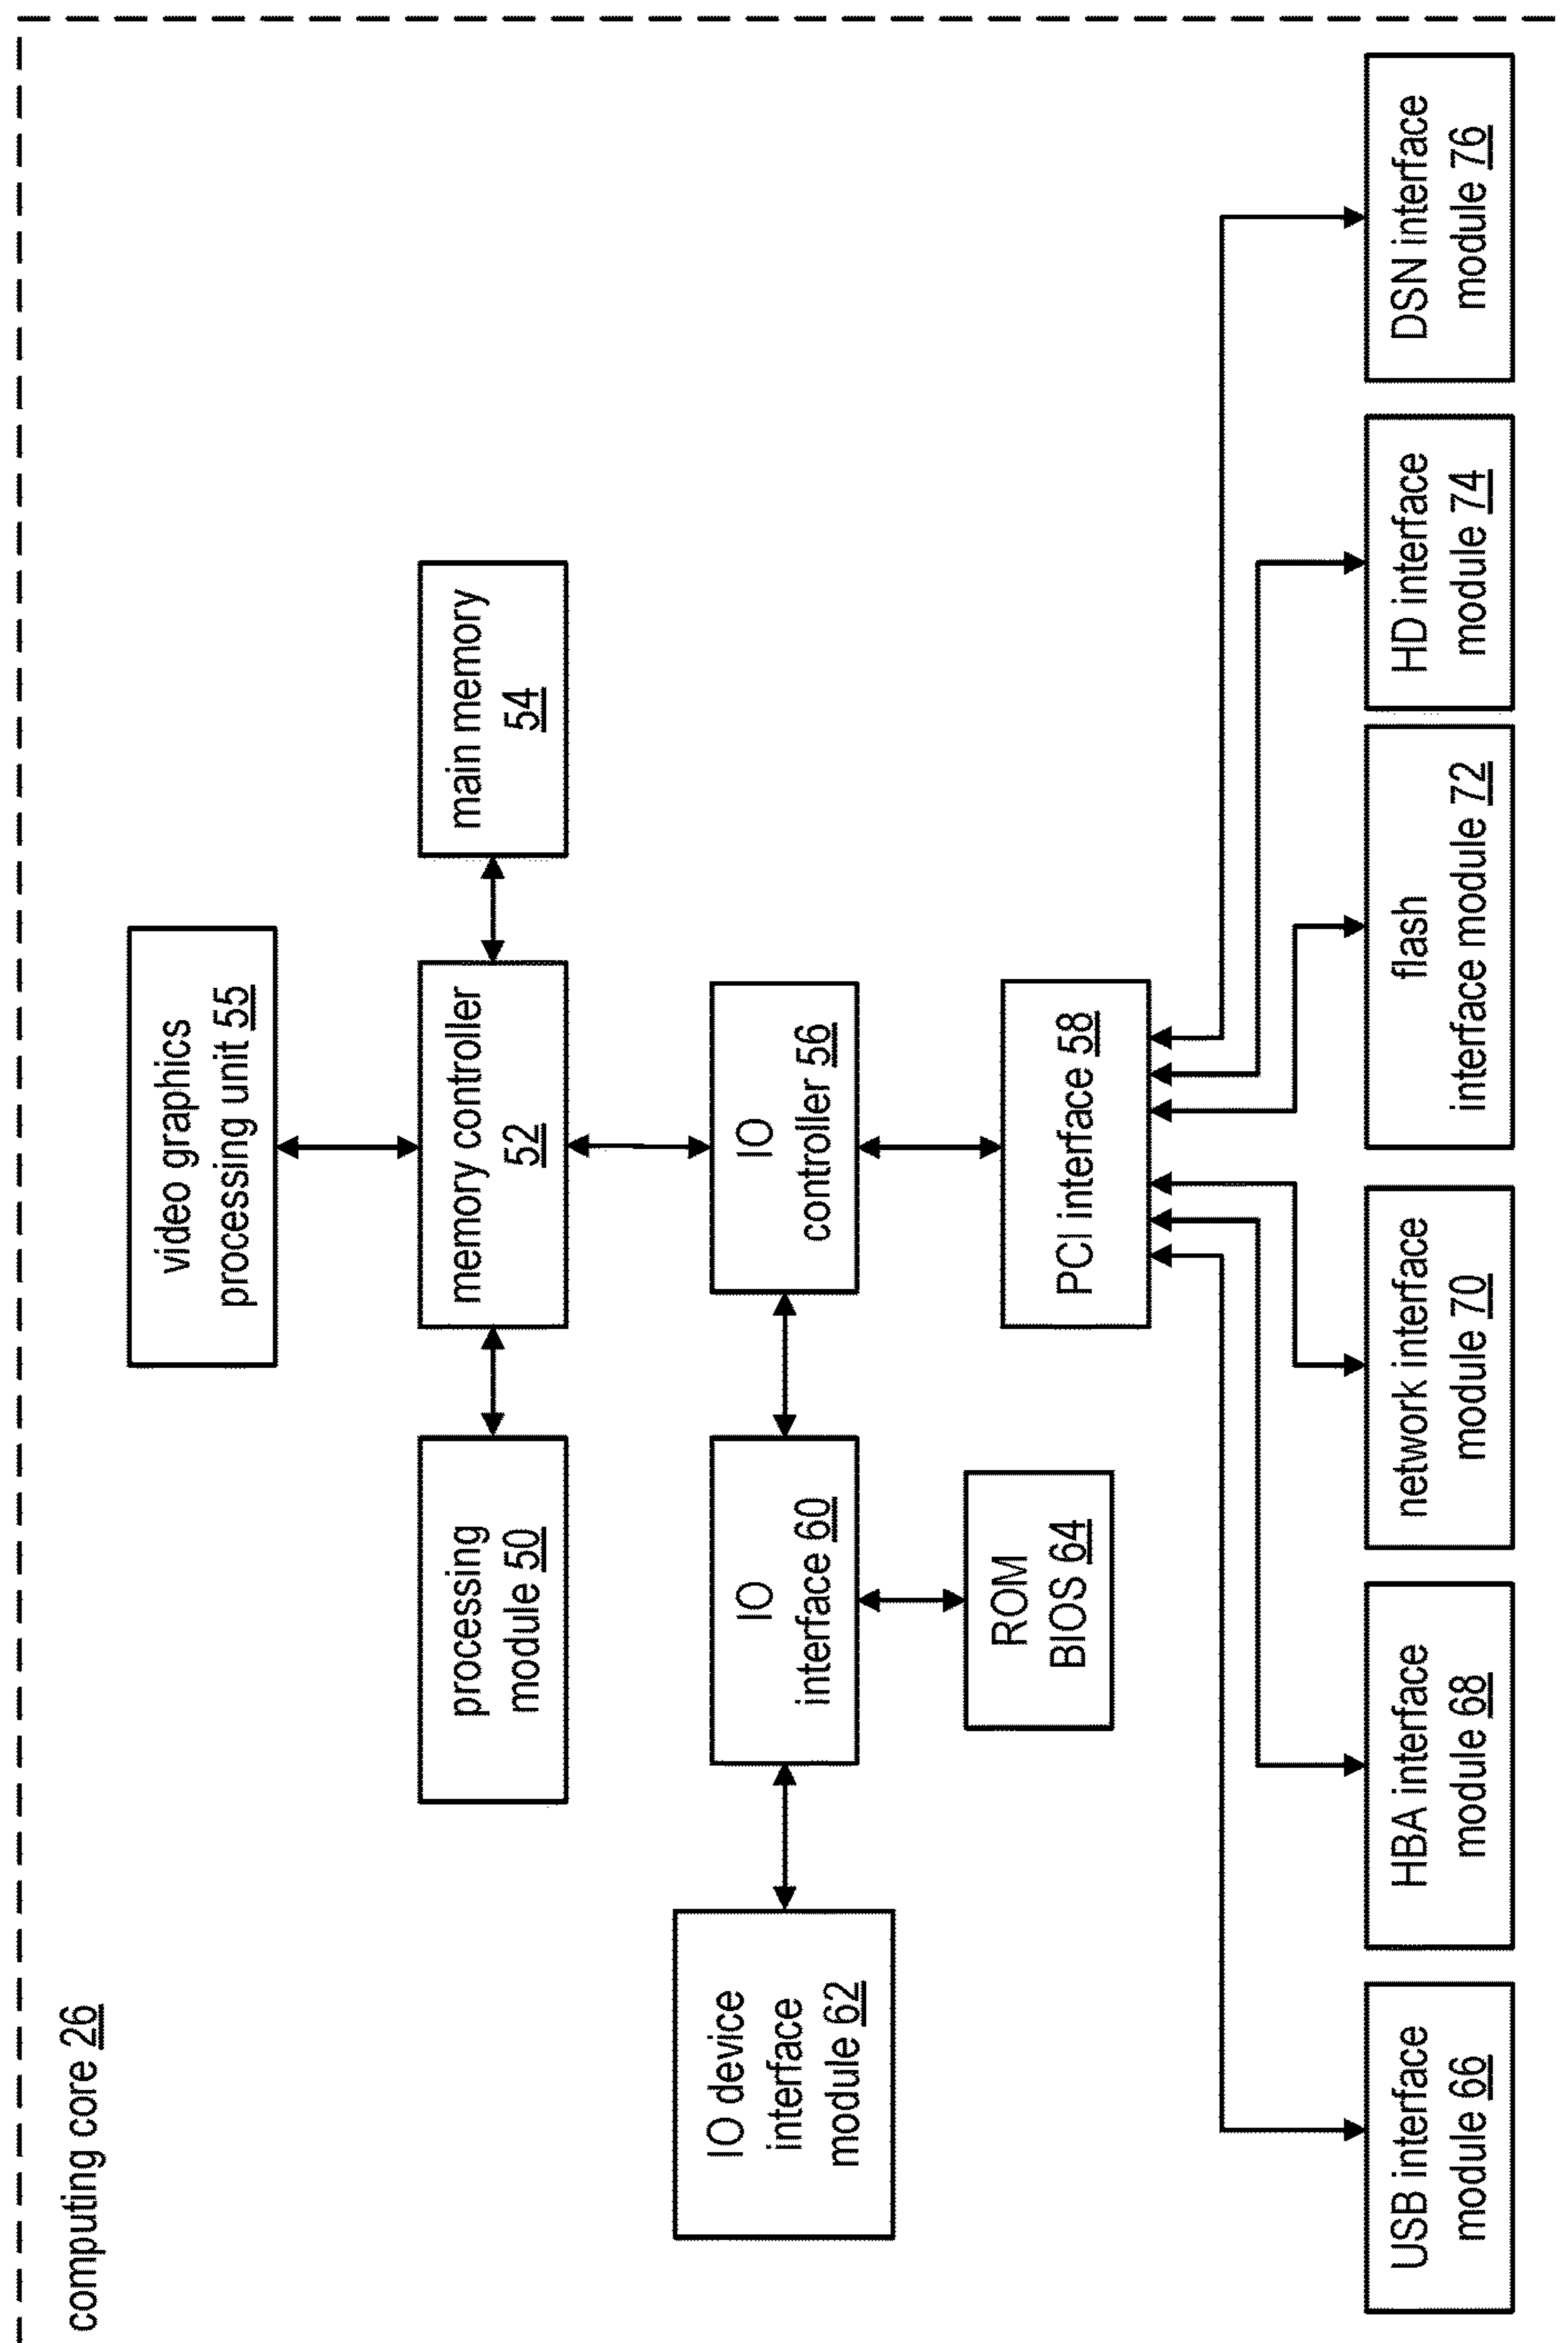 computing core 26
video graphics
processing unit 55
processing
module 50
memory controller
52
main memory
54
IO device
interface
module 62
IO
interface 60
IO
controller 56
ROM
BIOS 64
PCI interface 58
USB interface
module 66
HBA interface
module 68
network interface
module 70
flash
interface module 72
HD interface
module 74
DSN interface
module 76